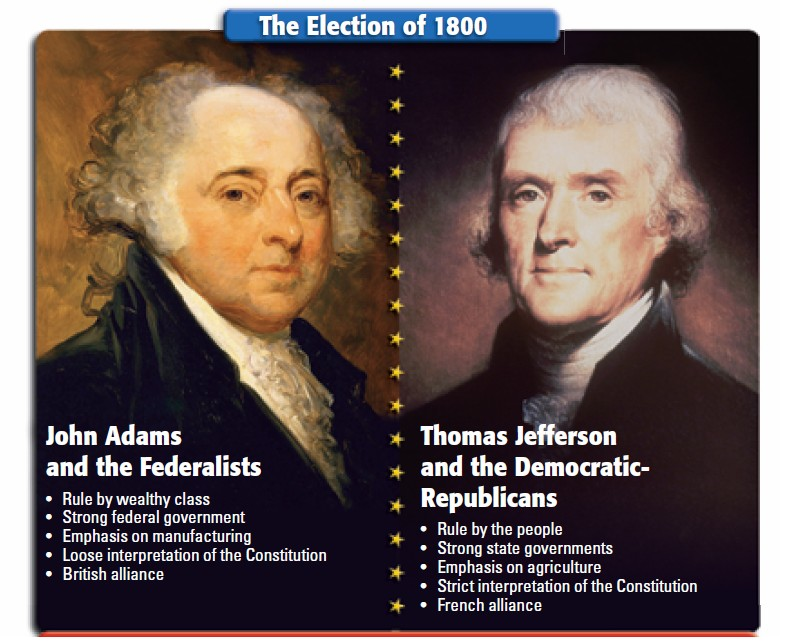 The Election of 1800
John Adams
and the Federalists
• Rule by wealthy class
• Strong federal government
• Emphasis on manufacturing
• Loose interpretation of the Constitution
• British alliance
Thomas Jefferson
and the Democratic-
Republicans
• Rule by the people
• Strong state governments
• Emphasis on agriculture
• Strict interpretation of the Constitution
• French alliance